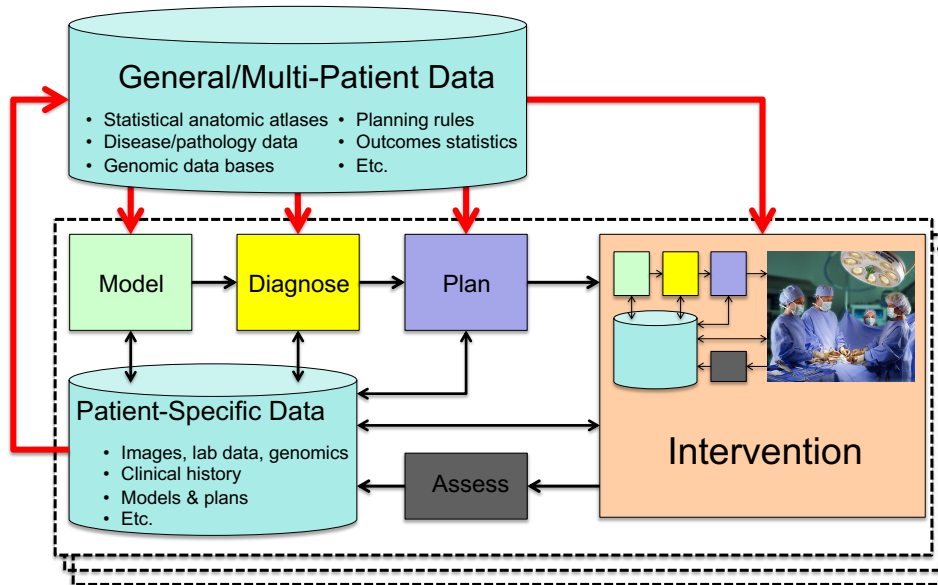 General/Multi-Patient Data
• Statistical anatomic atlases
• Disease/pathology data
• Genomic data bases
• Planning rules
• Outcomes statistics
• Etc.
Model
Diagnose
Plan
Patient-Specific Data
• Images, lab data, genomics
• Clinical history
• Models & plans
• Etc.
Assess
Intervention